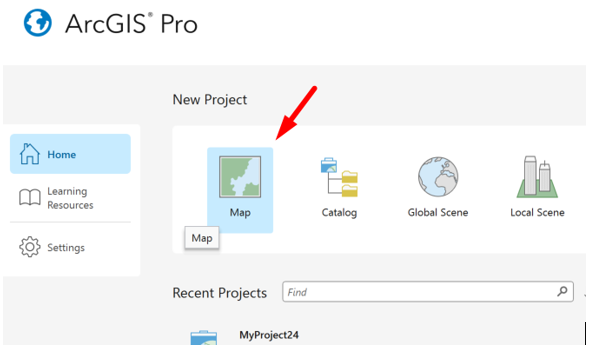 ArcGIS® Pro
New Project
Home
Learning
Resources
Settings
Map
Catalog
Global Scene
Local Scene
Map
Recent Projects
Find
MyProject24